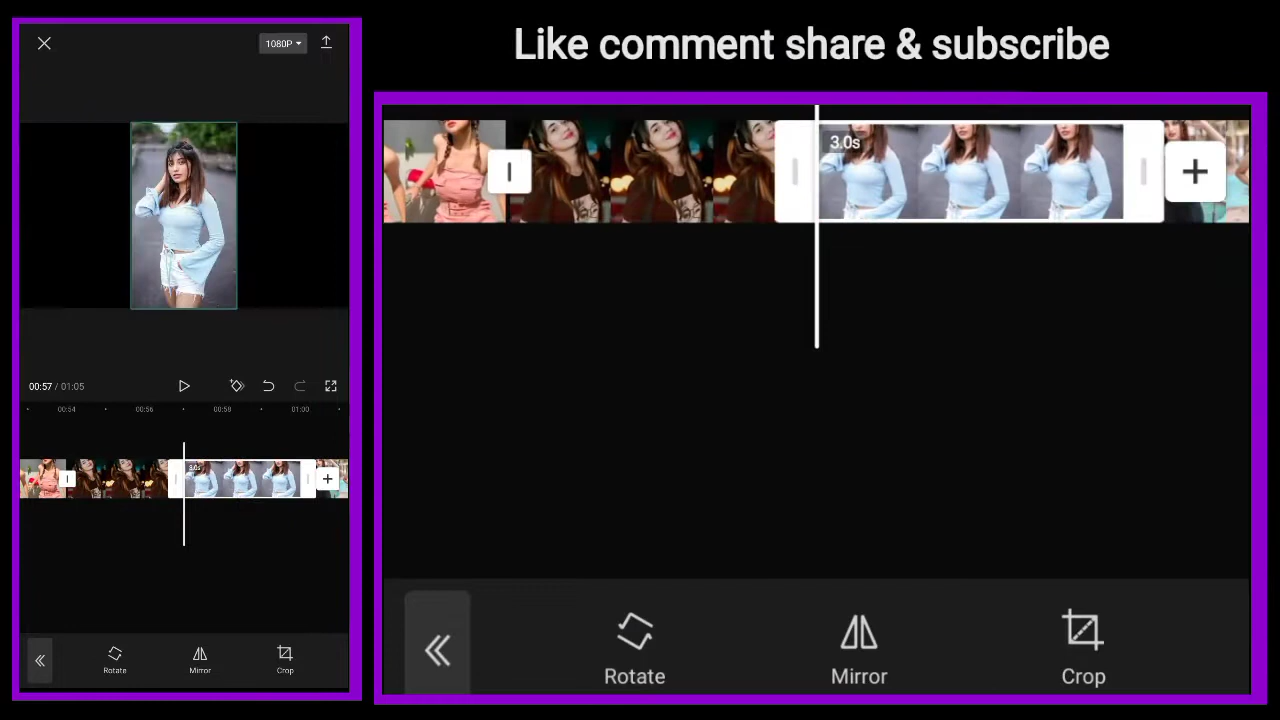 Like comment share & subscribe
1080P
00:57 / 01:05
00:54
00:56
00:58
01:00
3.0s
Rotate
Mirror
Crop
3.0s
Rotate
Mirror
Crop